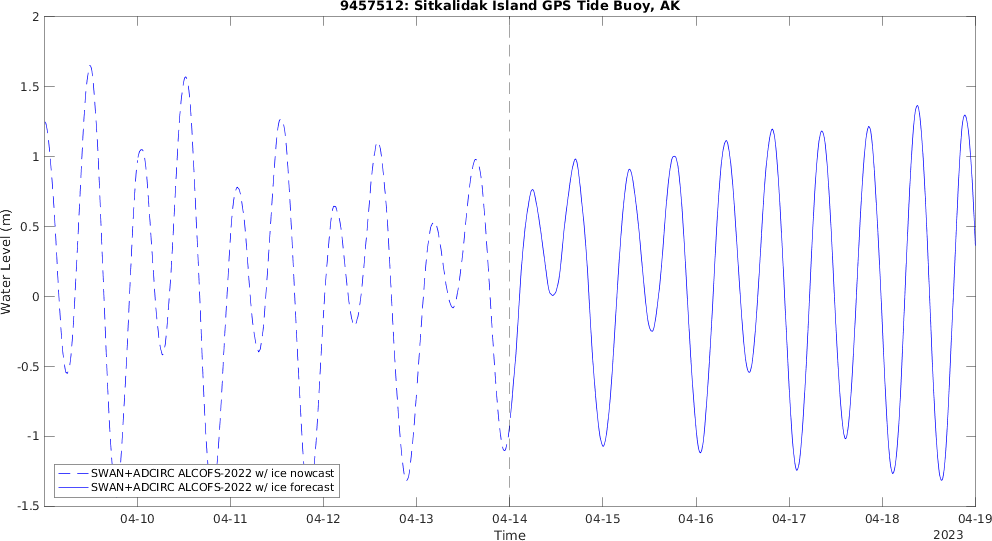 9457512: Sitkalidak Island GPS Tide Buoy, AK
Water Level (m)
2
1.5
1
0.5
0
-0.5
-1
-1.5
SWAN+ADCIRC ALCOFS-2022 w/ ice nowcast
SWAN+ADCIRC ALCOFS-2022 w/ ice forecast
04-10 04-11 04-12 04-13 04-14 04-15 04-16 04-17 04-18 04-19
Time
2023